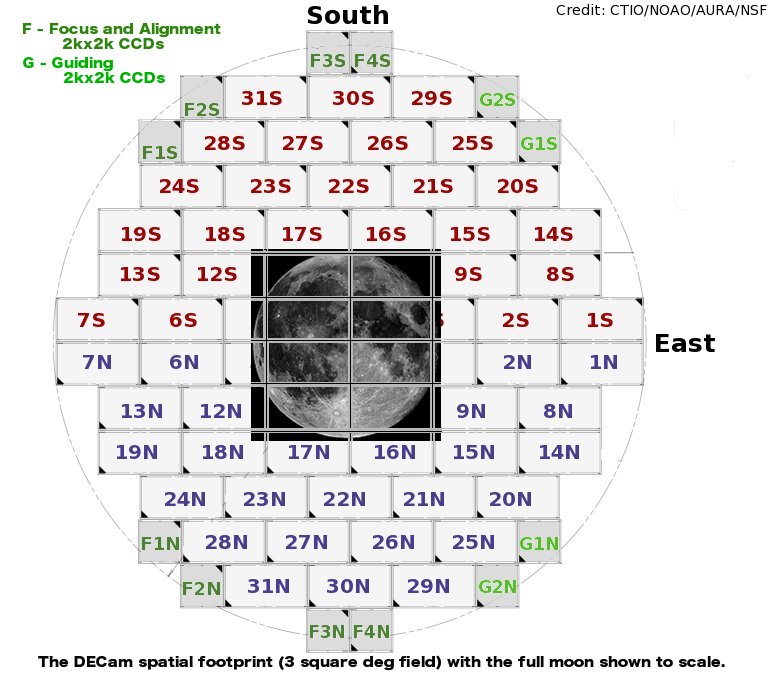 South
Credit: CTIO/NOAO/AURA/NSF
F - Focus and Alignment
2kx2k CCDs
G - Guiding
2kx2k CCDs
F3S F4S
F2S 31S 30S 29S G2S
F1S 28S 27S 26S 25S G1S
24S 23S 22S 21S 20S
19S 18S 17S 16S 15S 14S
13S 12S 9S 8S
7S 6S S 2S 1S
East
7N 6N 2N 1N
13N 12N 9N 8N
19N 18N 17N 16N 15N 14N
24N 23N 22N 21N 20N
F1N 28N 27N 26N 25N G1N
F2N 31N 30N 29N G2N
F3N F4N
The DECam spatial footprint (3 square deg field) with the full moon shown to scale.